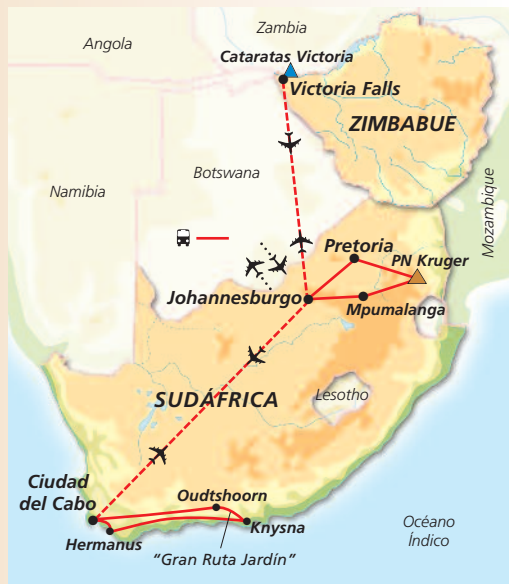 Angola
Zambia
Cataratas Victoria
Victoria Falls
ZIMBABUE
Botswana
Namibia
Mozambique
Pretoria
PN Kruger
Johannesburgo
Mpumalanga
SUDÁFRICA
Lesotho
Ciudad
del Cabo
Oudtshoorn
Knysna
Hermanus
"Gran Ruta Jardín"
Océano
Índico